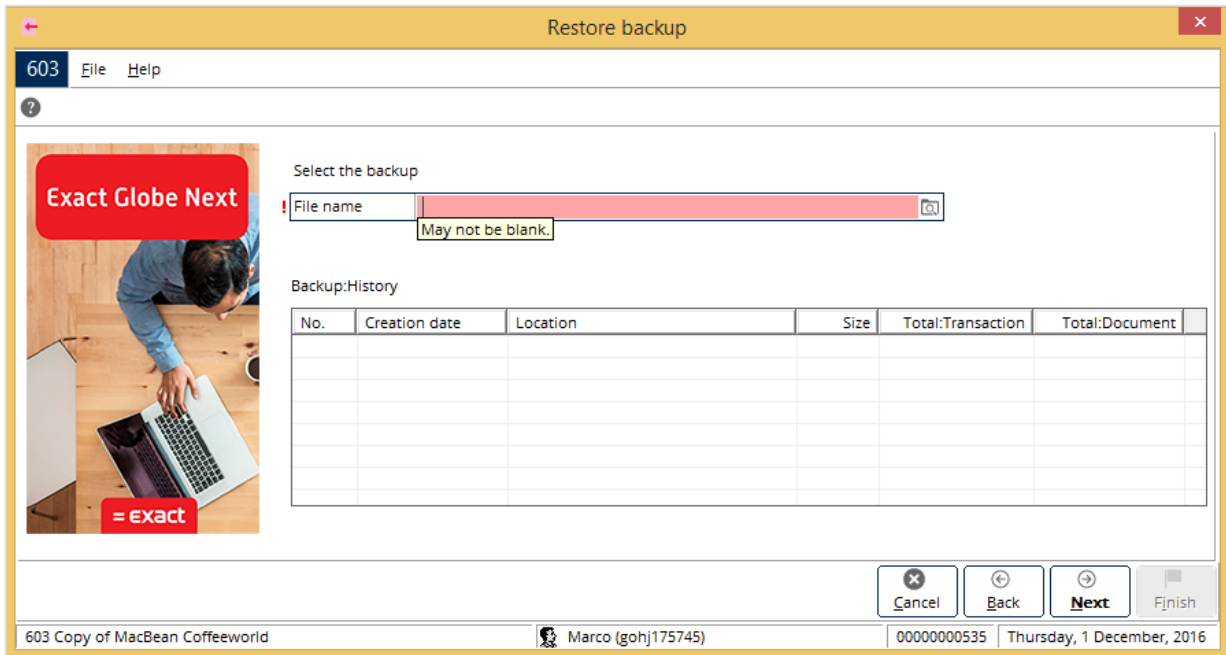 Restore backup
603 File Help
Exact Globe Next
Select the backup
! File name
May not be blank.
Backup:History
No. Creation date Location Size Total:Transaction Total:Document
= exact
Cancel Back Next Finish
603 Copy of MacBean Coffeeworld Marco (gohj175745) 00000000535 Thursday, 1 December, 2016